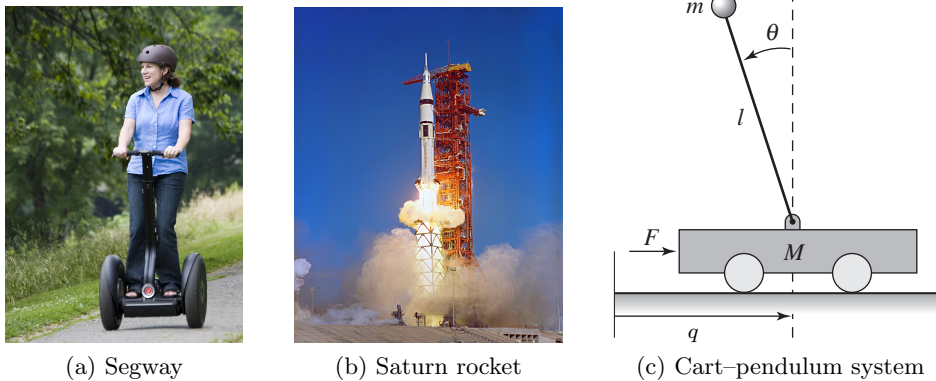 m
θ
l
F
M
q
(a) Segway
(b) Saturn rocket
(c) Cart–pendulum system